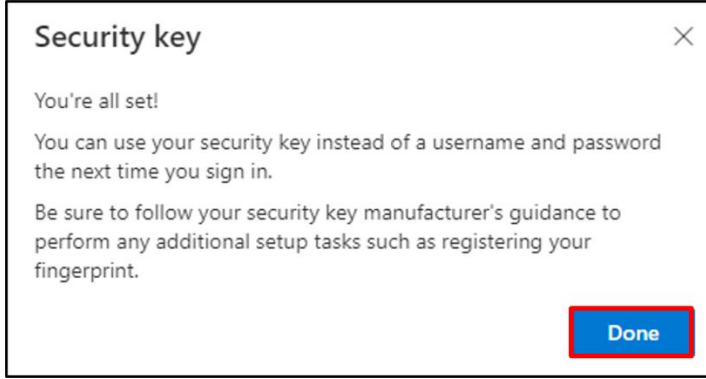 Security key
You're all set!
You can use your security key instead of a username and password
the next time you sign in.
Be sure to follow your security key manufacturer's guidance to
perform any additional setup tasks such as registering your
fingerprint.
Done